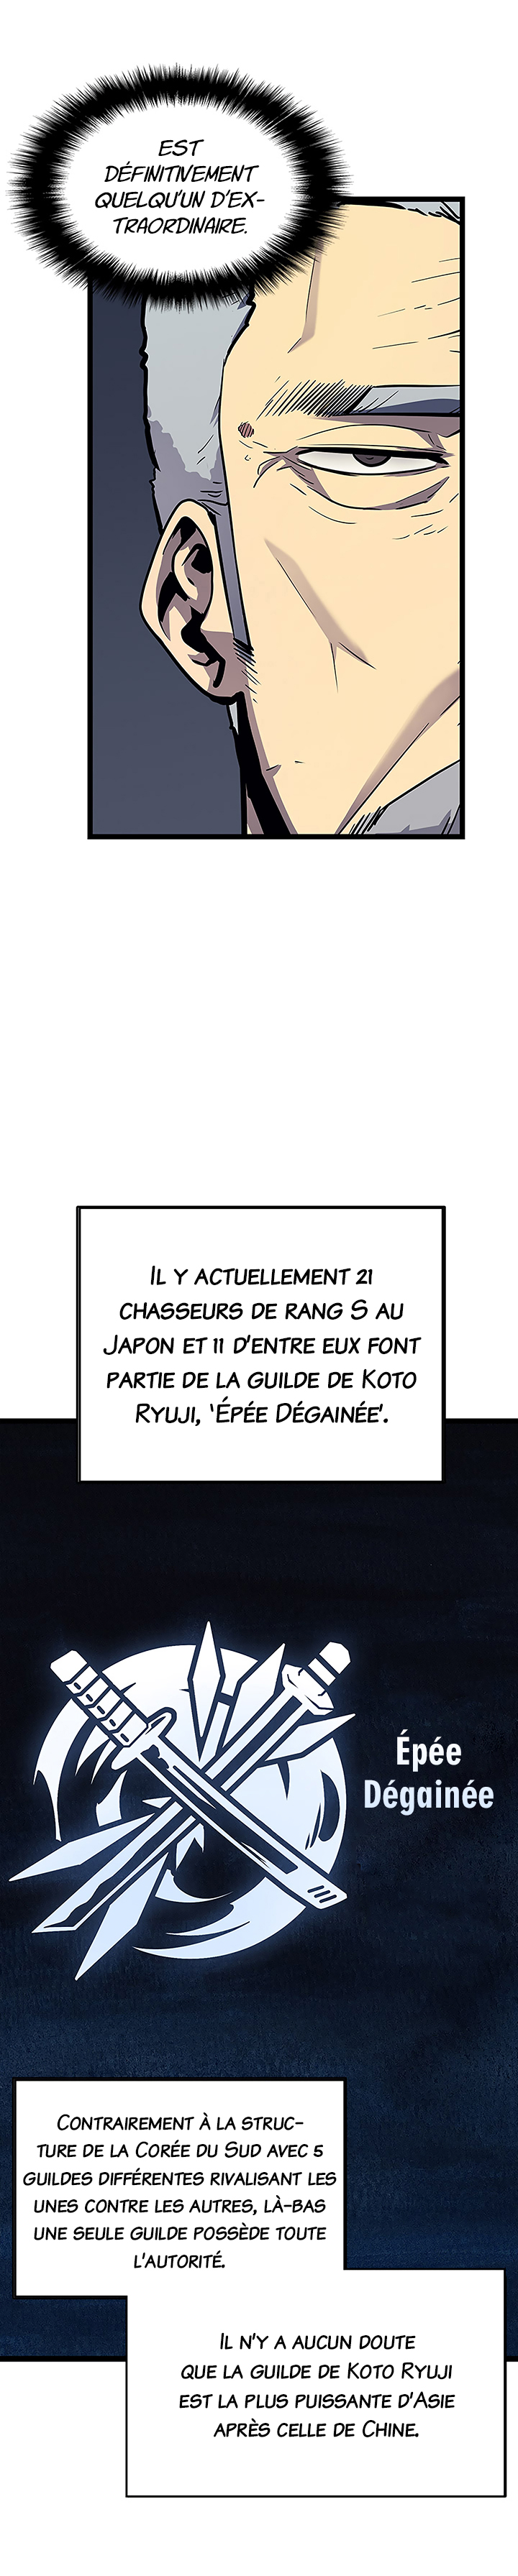 EST
DÉFINITIVEMENT
QUELQU'UN D'EX-
TRAORDINAIRE.
IL Y ACTUELLEMENT 21
CHASSEURS DE RANG S AU
JAPON ET 11 D'ENTRE EUX FONT
PARTIE DE LA GUILDE DE KOTO
RYUJI, 'ÉPÉE DÉGAINÉE'.
Épée
Dégainée
CONTRAIREMENT À LA STRUC-
TURE DE LA CORÉE DU SUD AVEC 5
GUILDES DIFFÉRENTES RIVALISANT LES
UNES CONTRE LES AUTRES, LÀ-BAS
UNE SEULE GUILDE POSSÈDE TOUTE
L'AUTORITÉ.
IL N'Y A AUCUN DOUTE
QUE LA GUILDE DE KOTO RYUJI
EST LA PLUS PUISSANTE D'ASIE
APRÈS CELLE DE CHINE.